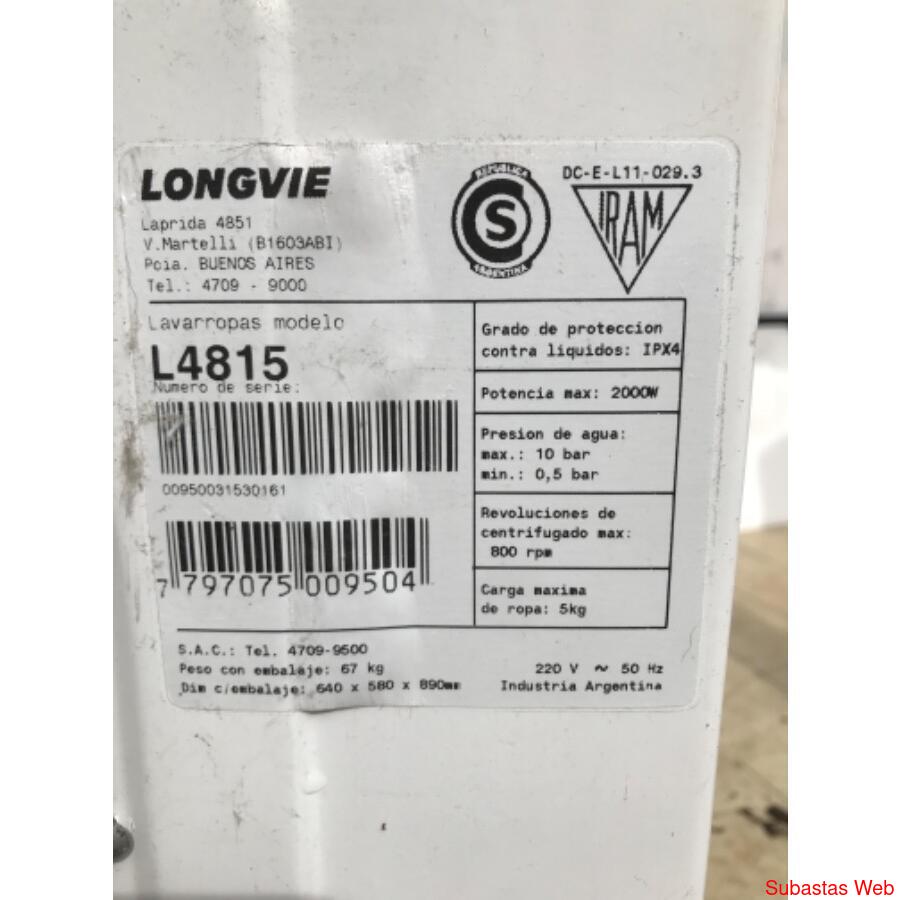 LONGVIE
Laprida 4851
V.Martelli (B1603ABI)
Pcia. BUENOS AIRES
Tel.: 4709 - 9000
REPUBLICA
S
ARGENTINA
DC-E-L11-029.3
IRAM
Lavarropas modelo
L4815
Numero de serie:
00950031530161
7 797075 009504
Grado de proteccion
contra liquidos: IPX4
Potencia max: 2000W
Presion de agua:
max.: 10 bar
min.: 0,5 bar
Revoluciones de
centrifugado max:
800 rpm
Carga maxima
de ropa: 5kg
S.A.C.: Tel. 4709-9500
Peso con embalaje: 67 kg
Dim c/embalaje: 640 x 580 x 890mm
220 V ~ 50 Hz
Industria Argentina
Subastas Web